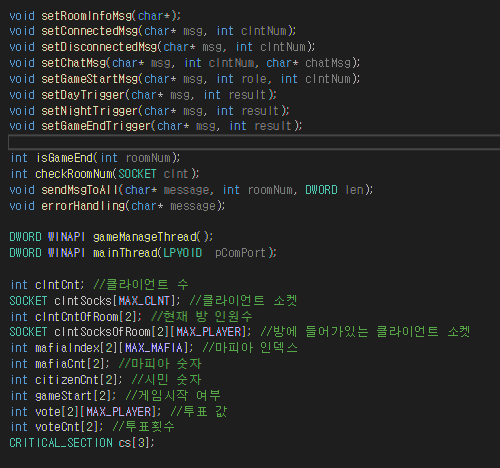 void setRoomInfoMsg(char*);
void setConnectedMsg(char* msg, int clntNum);
void setDisconnectedMsg(char* msg, int clntNum);
void setChatMsg(char* msg, int clntNum, char* chatMsg);
void setGameStartMsg(char* msg, int role, int clntNum);
void setDayTrigger(char* msg, int result);
void setNightTrigger(char* msg, int result);
void setGameEndTrigger(char* msg, int result);
int isGameEnd(int roomNum);
int checkRoomNum(SOCKET clnt);
void sendMsgToAll(char* message, int roomNum, DWORD len);
void errorHandling(char* message);
DWORD WINAPI gameManageThread();
DWORD WINAPI mainThread(LPVOID pComPort);
int clntCnt; //클라이언트 수
SOCKET clntSocks[MAX_CLNT]; //클라이언트 소켓
int clntCntOfRoom[2]; //현재 방 인원수
SOCKET clntSocksOfRoom[2][MAX_PLAYER]; //방에 들어가있는 클라이언트 소켓
int mafiaIndex[2][MAX_MAFIA]; //마피아 인덱스
int mafiaCnt[2]; //마피아 숫자
int citizenCnt[2]; //시민 숫자
int gameStart[2]; //게임시작 여부
int vote[2][MAX_PLAYER]; //투표 값
int voteCnt[2]; //투표횟수
CRITICAL_SECTION cs[3];